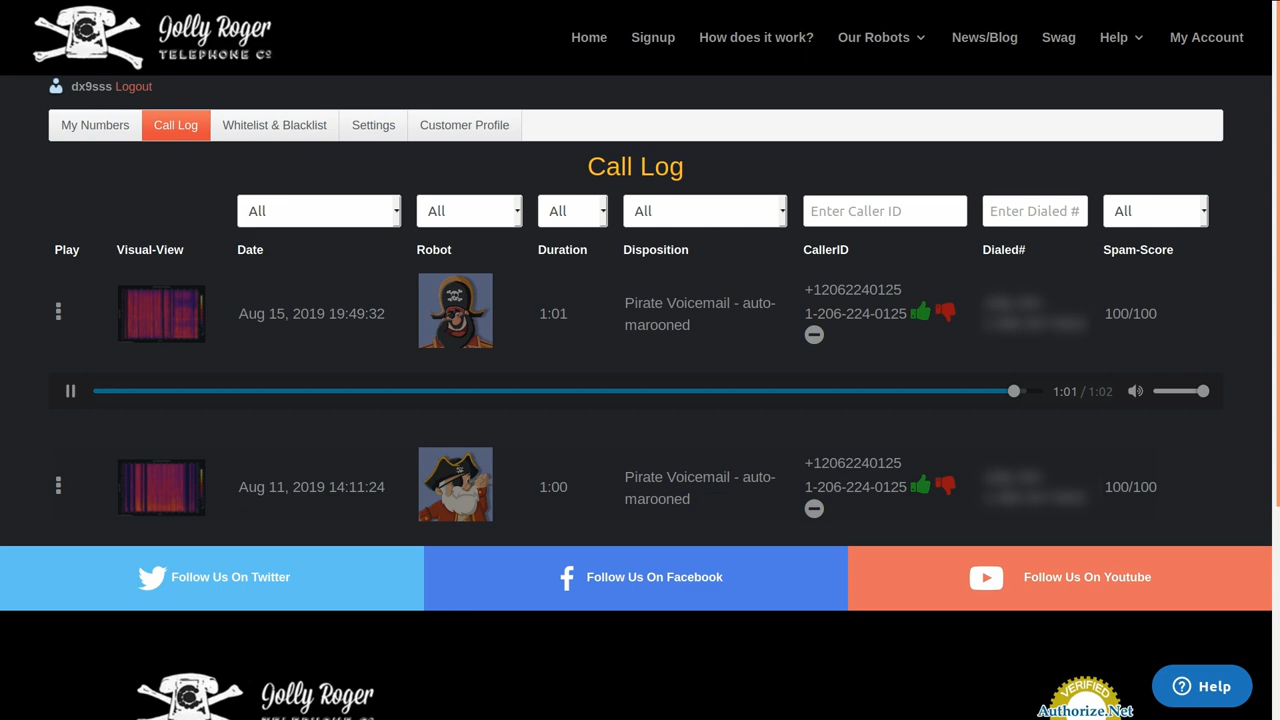 Jolly Roger
TELEPHONE Co
Home Signup How does it work? Our Robots News/Blog Swag Help My Account
dx9sss Logout
My Numbers Call Log Whitelist & Blacklist Settings Customer Profile
Call Log
All All All All Enter Caller ID Enter Dialed # All
Play Visual-View Date Robot Duration Disposition CallerID Dialed# Spam-Score
Aug 15, 2019 19:49:32 1:01 Pirate Voicemail - auto-
marooned
+12062240125
1-206-224-0125
100/100
1:01 / 1:02
Aug 11, 2019 14:11:24 1:00 Pirate Voicemail - auto-
marooned
+12062240125
1-206-224-0125
100/100
Follow Us On Twitter Follow Us On Facebook Follow Us On Youtube
Jolly Roger
TELEPHONE Co
VERIFIED
Authorize.Net
Help